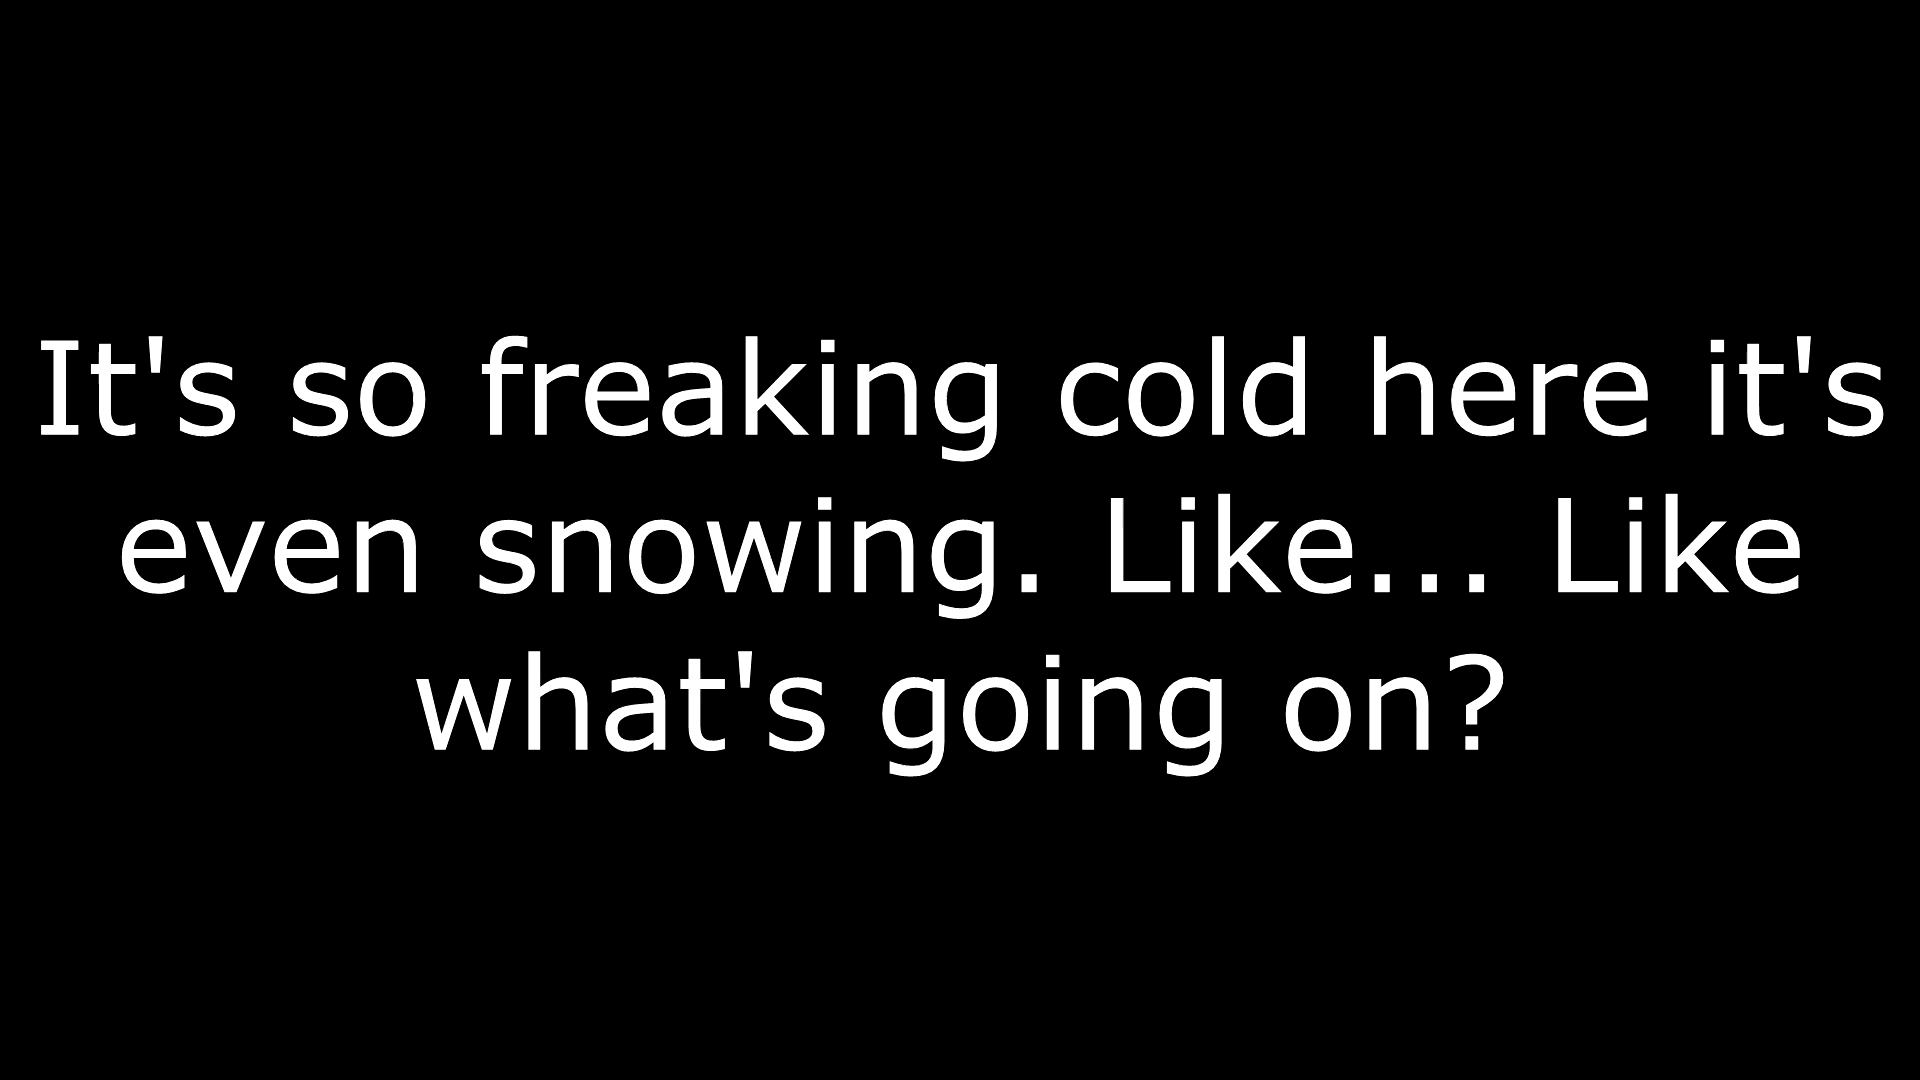 It's so freaking cold here it's
even snowing. Like... Like
what's going on?